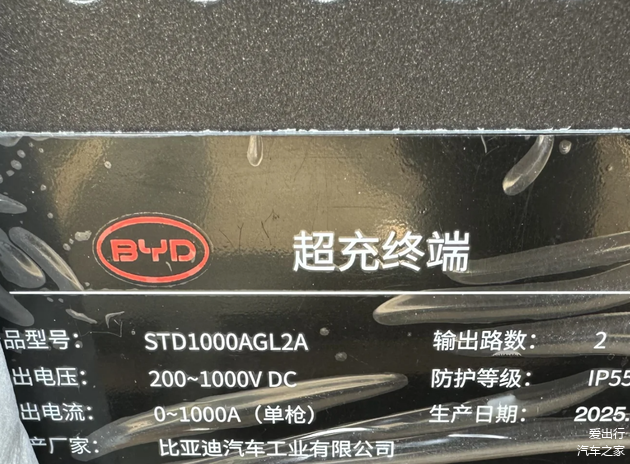 BYD 超充终端
品型号： STD1000AGL2A 输出路数： 2
出电压： 200~1000V DC 防护等级： IP55
出电流： 0~1000A（单枪） 生产日期： 2025.
产厂家： 比亚迪汽车工业有限公司
爱出行
汽车之家